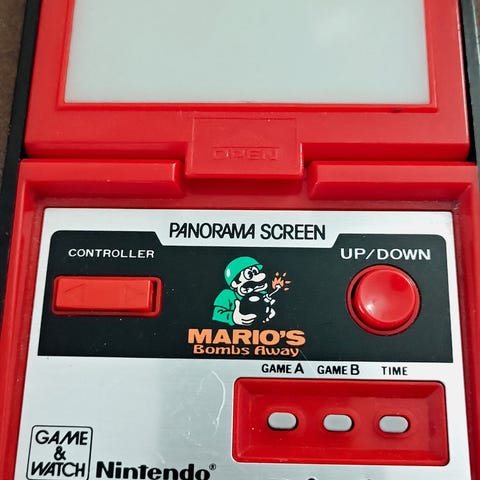 OPEN
PANORAMA SCREEN
CONTROLLER
UP/DOWN
MARIO'S
Bombs Away
GAME A GAME B TIME
GAME
&
WATCH
Nintendo®